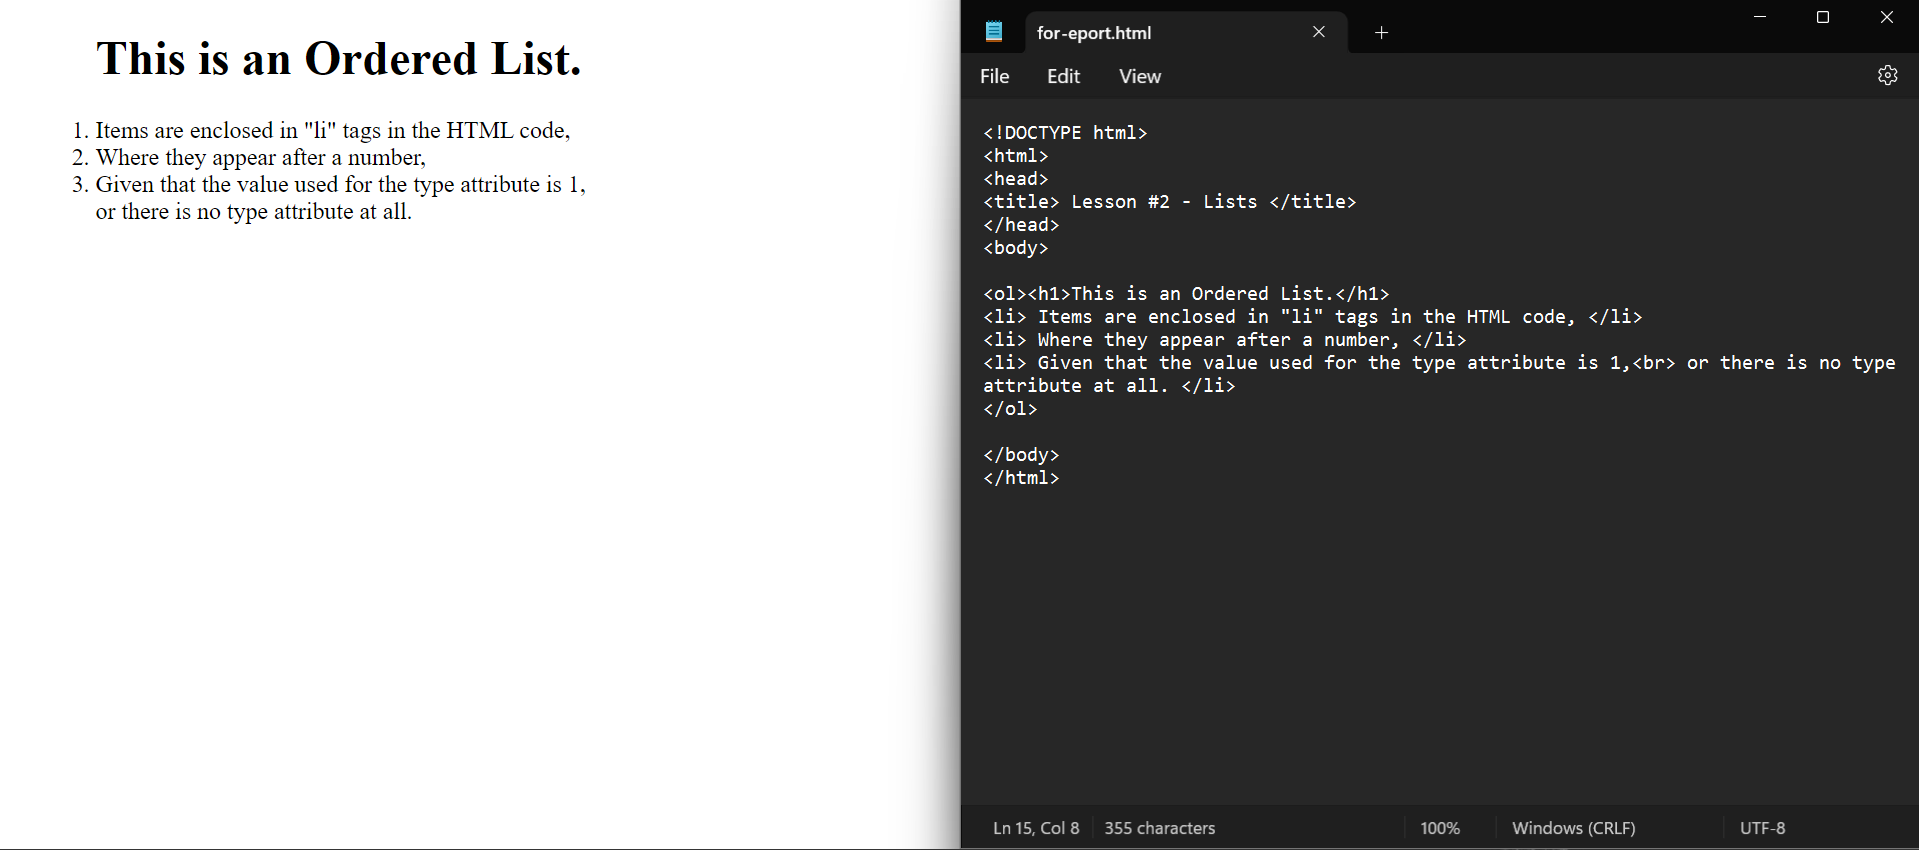 This is an Ordered List.
1. Items are enclosed in "li" tags in the HTML code,
2. Where they appear after a number,
3. Given that the value used for the type attribute is 1,
or there is no type attribute at all.
for-eport.html
File Edit View
<!DOCTYPE html>
<html>
<head>
<title> Lesson #2 - Lists </title>
</head>
<body>
<ol><h1>This is an Ordered List.</h1>
<li> Items are enclosed in "li" tags in the HTML code, </li>
<li> Where they appear after a number, </li>
<li> Given that the value used for the type attribute is 1,<br> or there is no type
attribute at all. </li>
</ol>
</body>
</html>
Ln 15, Col 8 355 characters 100% Windows (CRLF) UTF-8